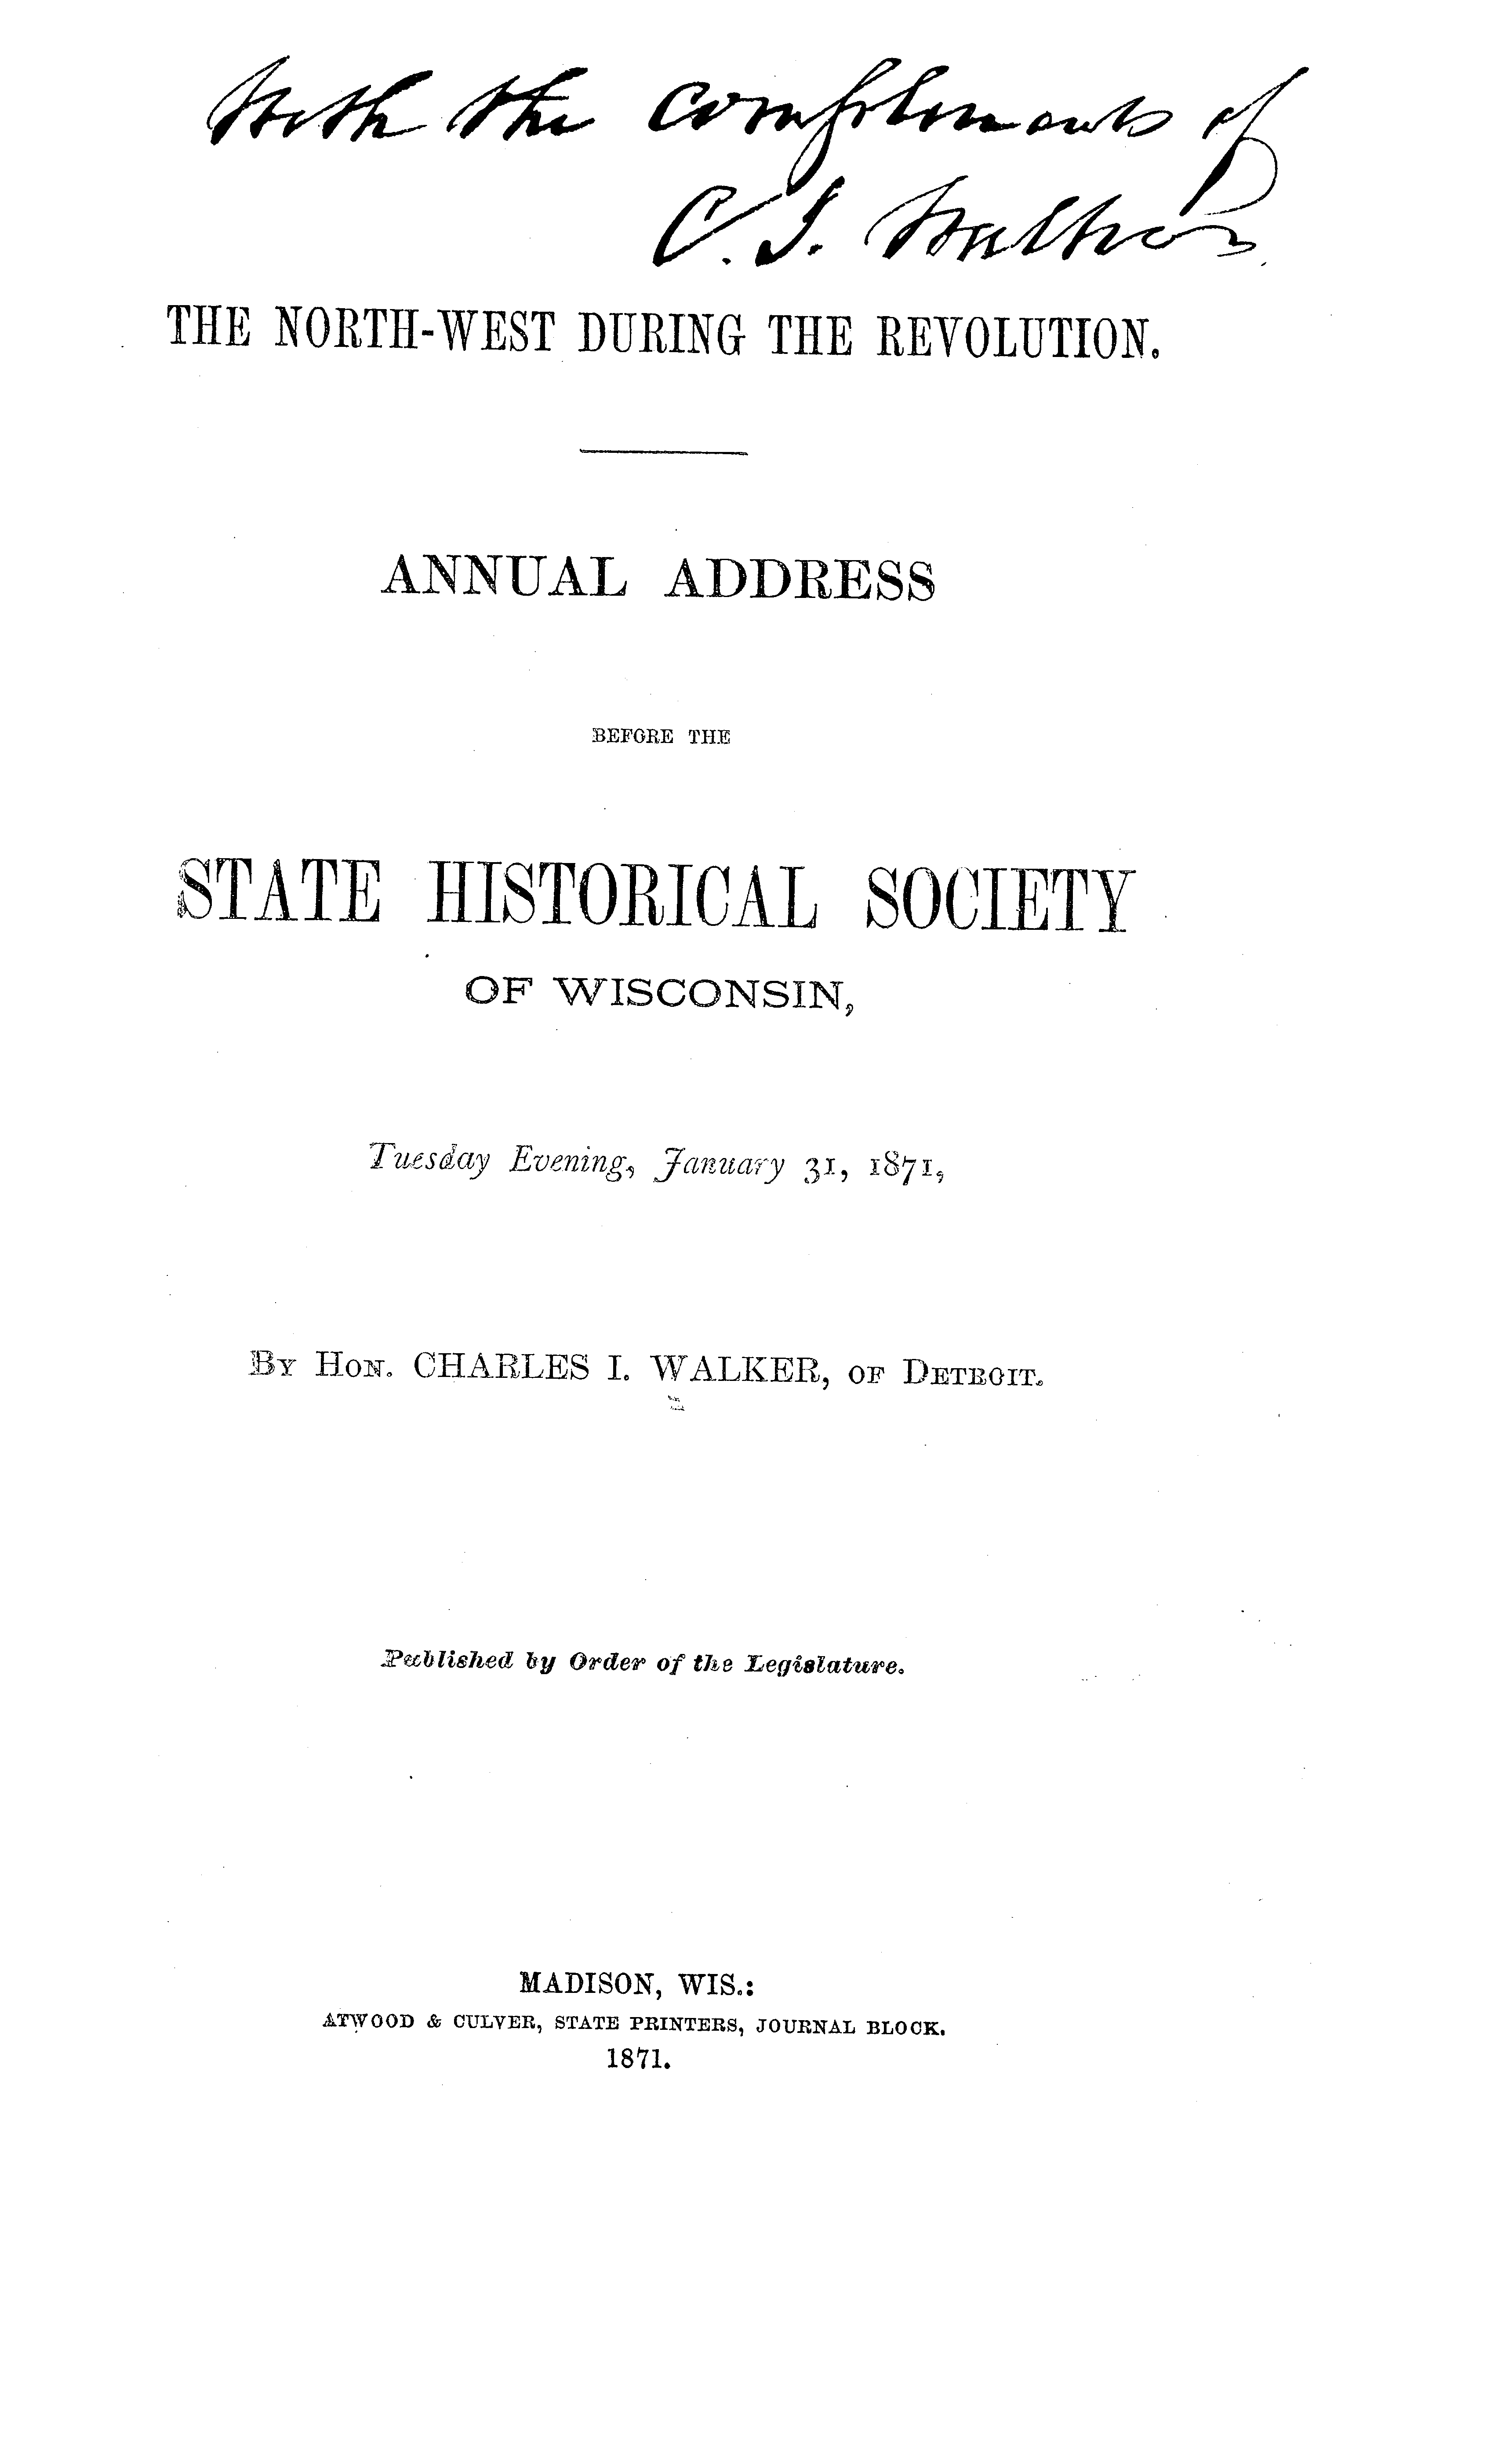 With the compliments of
C. I. Walker
THE NORTH-WEST DURING THE REVOLUTION.
ANNUAL ADDRESS
BEFORE THE
STATE HISTORICAL SOCIETY
OF WISCONSIN,
Tuesday Evening, January 31, 1871,
By Hon. CHARLES I. WALKER, of Detroit.
Published by Order of the Legislature.
MADISON, WIS.:
ATWOOD & CULVER, STATE PRINTERS, JOURNAL BLOCK.
1871.